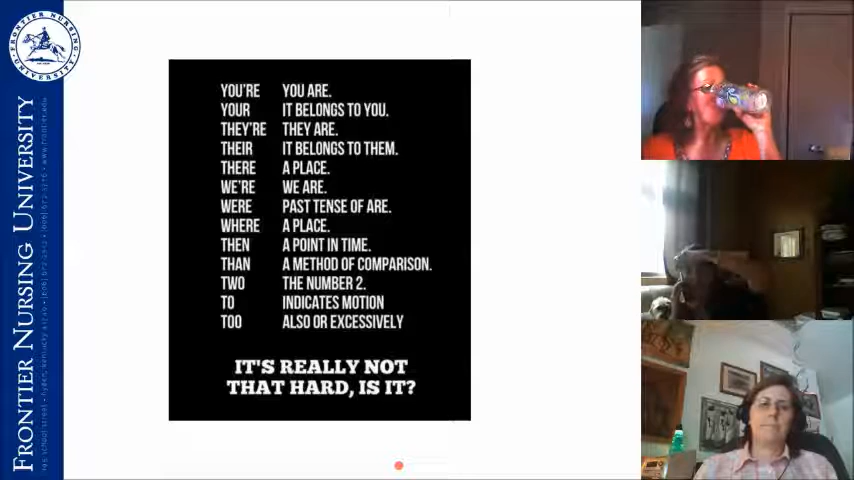 FRONTIER NURSING UNIVERSITY
FRONTIER NURSING UNIVERSITY
YOU'RE YOU ARE.
YOUR IT BELONGS TO YOU.
THEY'RE THEY ARE.
THEIR IT BELONGS TO THEM.
THERE A PLACE.
WE'RE WE ARE.
WERE PAST TENSE OF ARE.
WHERE A PLACE.
THEN A POINT IN TIME.
THAN A METHOD OF COMPARISON.
TWO THE NUMBER 2.
TO INDICATES MOTION
TOO ALSO OR EXCESSIVELY
IT'S REALLY NOT
THAT HARD, IS IT?